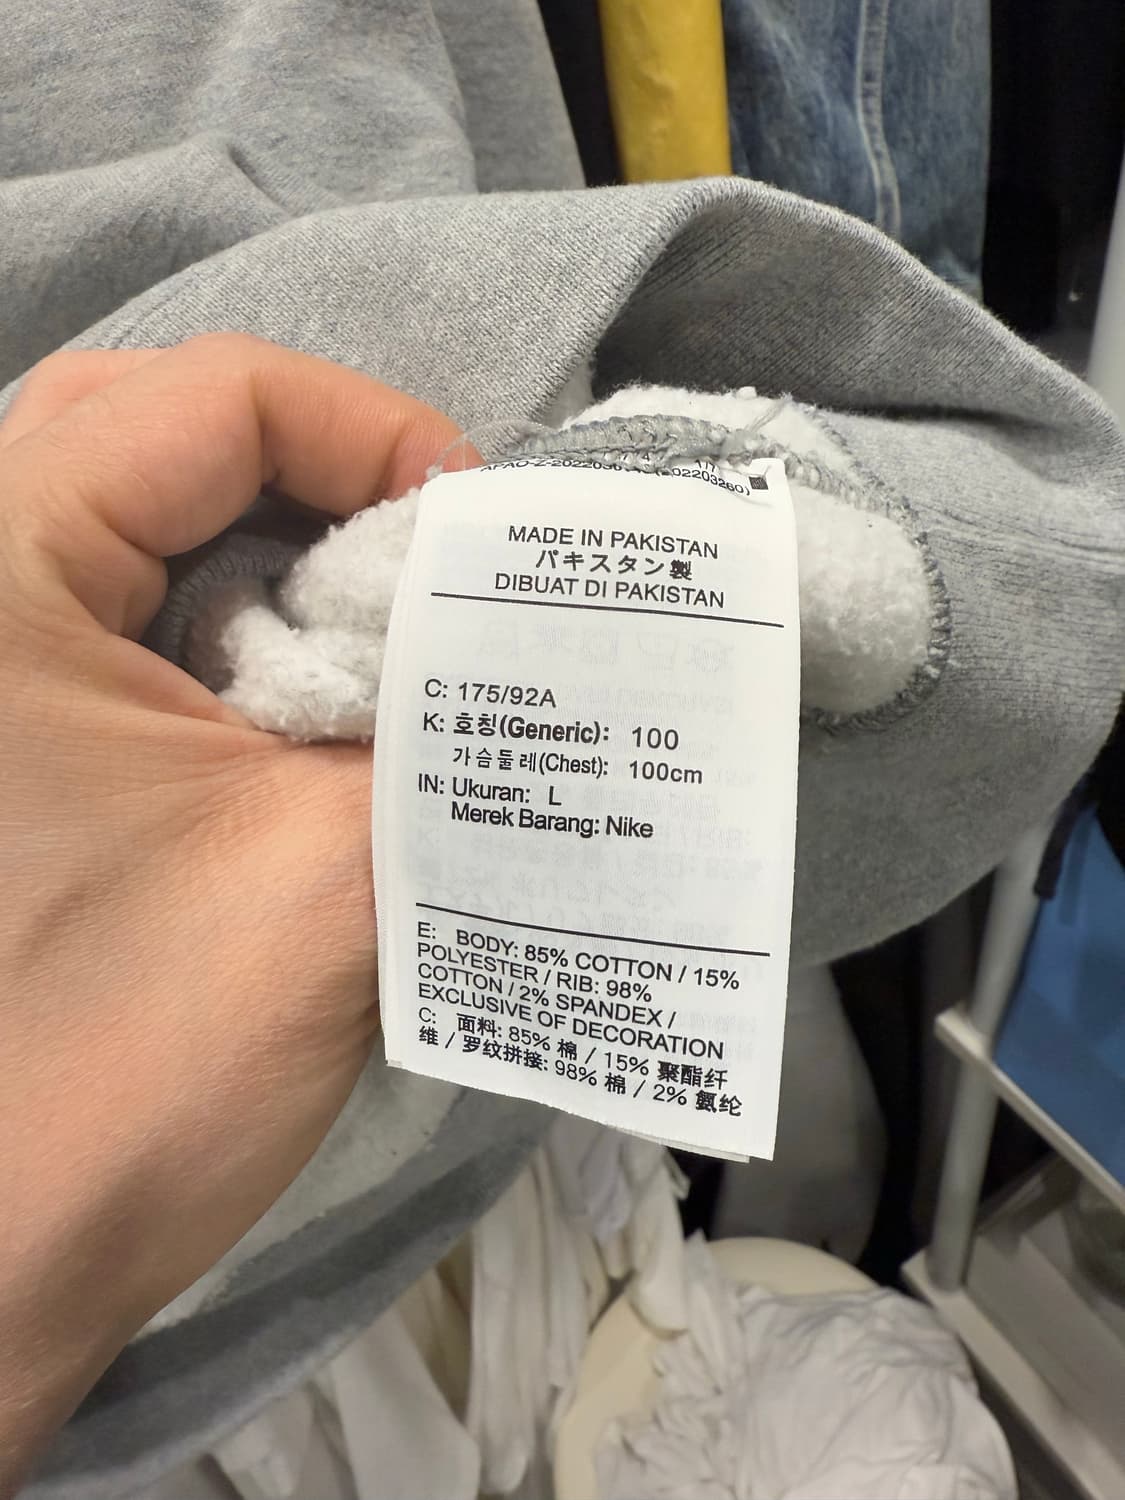 MADE IN PAKISTAN
パキスタン製
DIBUAT DI PAKISTAN
C: 175/92A
K: 호칭(Generic): 100
가슴둘레(Chest): 100cm
IN: Ukuran: L
Merek Barang: Nike
E: BODY: 85% COTTON / 15%
POLYESTER / RIB: 98%
COTTON / 2% SPANDEX /
EXCLUSIVE OF DECORATION
C: 面料: 85% 棉 / 15% 聚酯纤
维 / 罗纹拼接: 98% 棉 / 2% 氨纶